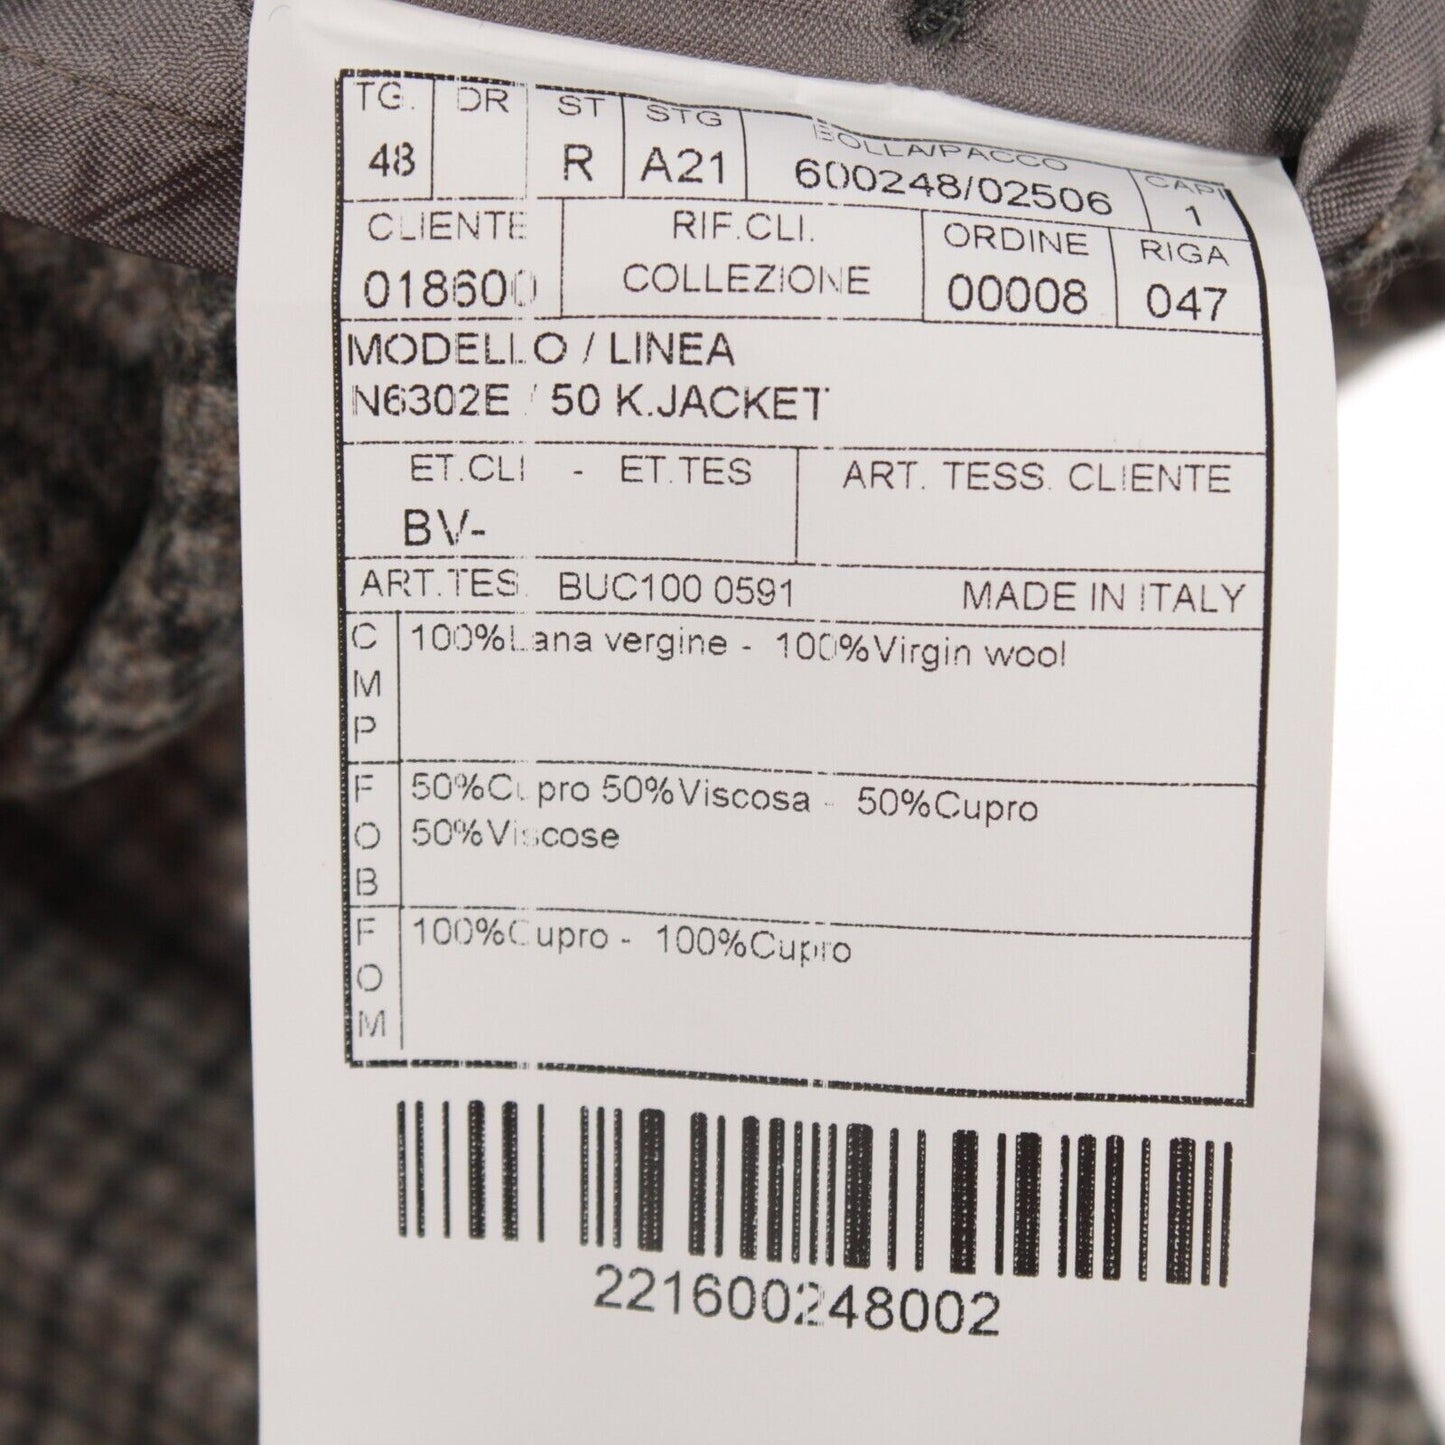 TG. DR ST STG BOLLA/PACCO CAPI
48 R A21 600248/02506 1
CLIENTE RIF.CLI. ORDINE RIGA
018600 COLLEZIONE 00008 047
MODELLO / LINEA
N6302E / 50 K.JACKET
ET.CLI - ET.TES ART. TESS. CLIENTE
BV-
ART.TES. BUC100 0591 MADE IN ITALY
CMP 100%Lana vergine - 100%Virgin wool
FOB 50%Cupro 50%Viscosa - 50%Cupro
50%Viscose
FOM 100%Cupro - 100%Cupro
221600248002